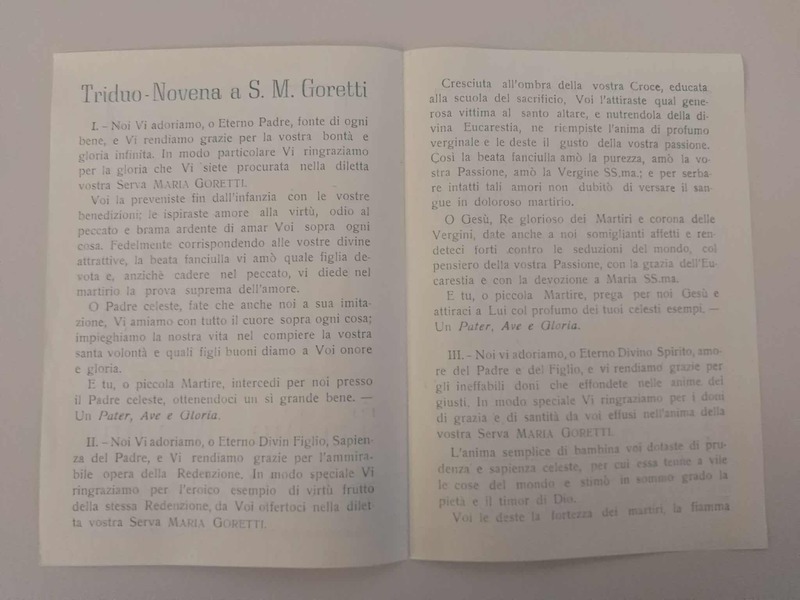 Triduo-Novena a S. M. Goretti
I. – Noi Vi adoriamo, o Eterno Padre, fonte di ogni
bene, e Vi rendiamo grazie per la vostra bontà e
gloria infinita. In modo particolare Vi ringraziamo
per la gloria che Vi siete procurata nella diletta
vostra Serva MARIA GORETTI.
Voi la preveniste fin dall'infanzia con le vostre
benedizioni; le ispiraste amore alla virtù, odio al
peccato e brama ardente di amar Voi sopra ogni
cosa. Fedelmente corrispondendo alle vostre divine
attrattive, la beata fanciulla vi amò quale figlia de-
vota e, anzichè cadere nel peccato, vi diede nel
martirio la prova suprema dell'amore.
O Padre celeste, fate che anche noi a sua imita-
zione, Vi amiamo con tutto il cuore sopra ogni cosa;
impieghiamo la nostra vita nel compiere la vostra
santa volontà e quali figli buoni diamo a Voi onore
e gloria.
E tu, o piccola Martire, intercedi per noi presso
il Padre celeste, ottenendoci un sì grande bene. —
Un Pater, Ave e Gloria.
II. – Noi Vi adoriamo, o Eterno Divin Figlio, Sapien-
za del Padre, e Vi rendiamo grazie per l'ammira-
bile opera della Redenzione. In modo speciale Vi
ringraziamo per l'eroico esempio di virtù frutto
della stessa Redenzione, da Voi offertoci nella dilet-
ta vostra Serva MARIA GORETTI.
Cresciuta all'ombra della vostra Croce, educata
alla scuola del sacrificio, Voi l'attiraste qual gene-
rosa vittima al santo altare, e nutrendola della di-
vina Eucarestia, ne riempiste l'anima di profumo
verginale e le deste il gusto della vostra passione.
Così la beata fanciulla amò la purezza, amò la vo-
stra Passione, amò la Vergine SS.ma.; e per serba-
re intatti tali amori non dubitò di versare il san-
gue in doloroso martirio.
O Gesù, Re glorioso dei Martiri e corona delle
Vergini, date anche a noi somiglianti affetti e ren-
deteci forti contro le seduzioni del mondo, col
pensiero della vostra Passione, con la grazia dell'Eu-
carestia e con la devozione a Maria SS.ma.
E tu, o piccola Martire, prega per noi Gesù e
attiraci a Lui col profumo dei tuoi celesti esempi. —
Un Pater, Ave e Gloria.
III. – Noi vi adoriamo, o Eterno Divino Spirito, amo-
re del Padre e del Figlio, e vi rendiamo grazie per
gli ineffabili doni che effondete nelle anime dei
giusti. In modo speciale Vi ringraziamo per i doni
di grazia e di santità da voi effusi nell'anima della
vostra Serva MARIA GORETTI.
L'anima semplice di bambina voi dotaste di pru-
denza e sapienza celeste, per cui essa tenne a vile
le cose del mondo e stimò in sommo grado la
pietà e il timor di Dio.
Voi le deste la fortezza dei martiri, la fiamma